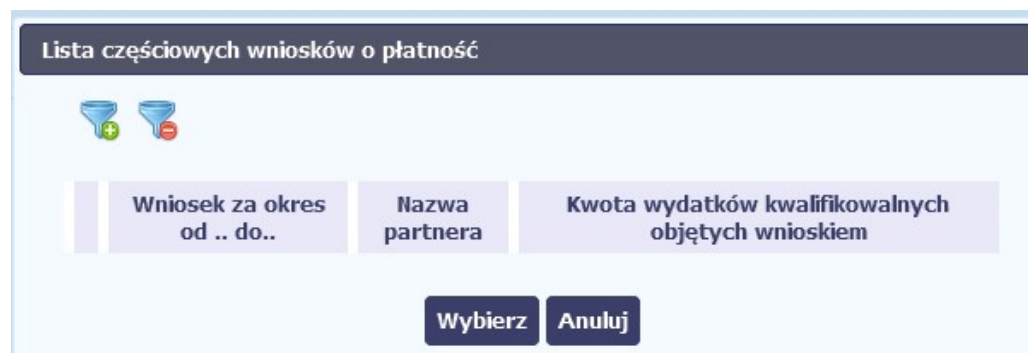 Lista częściowych wniosków o płatność
Wniosek za okres
od .. do..
Nazwa
partnera
Kwota wydatków kwalifikowalnych
objętych wnioskiem
Wybierz
Anuluj